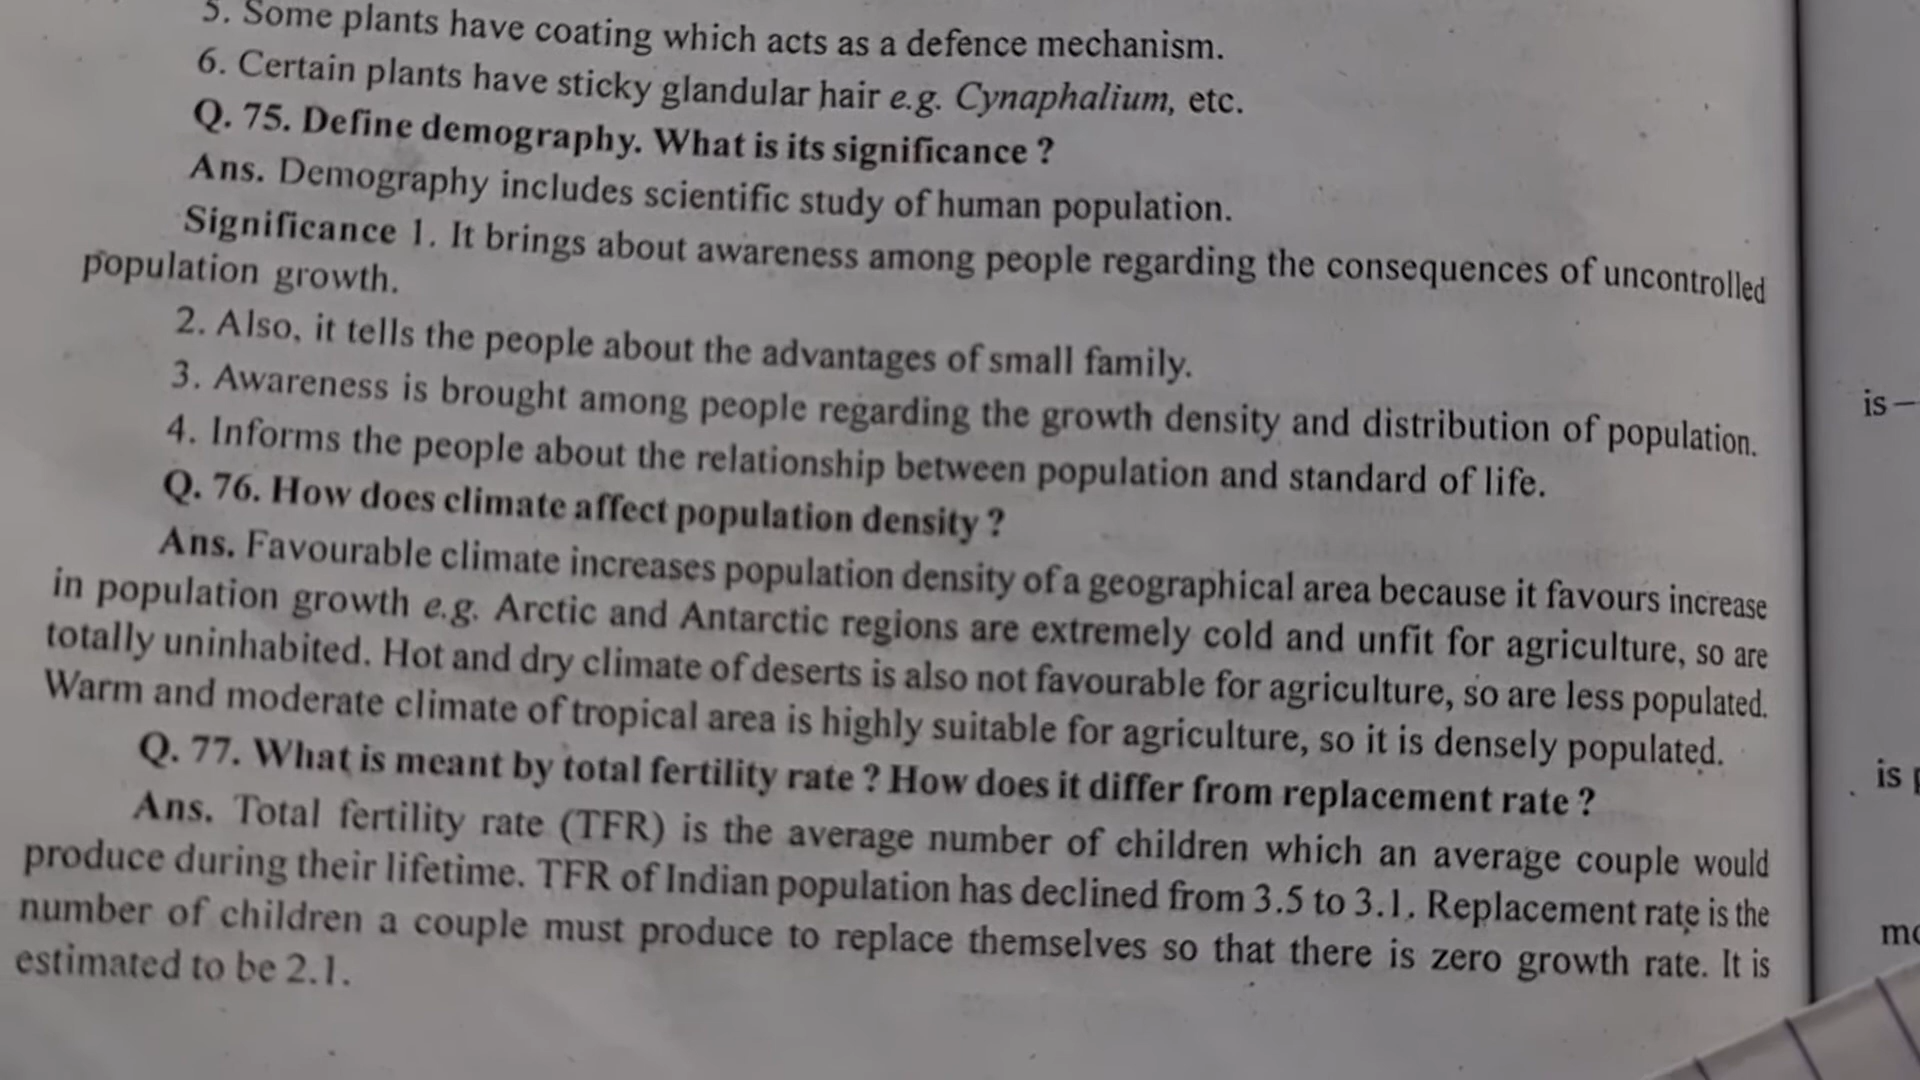 5. Some plants have coating which acts as a defence mechanism.
6. Certain plants have sticky glandular hair e.g. Cynaphalium, etc.
Q. 75. Define demography. What is its significance ?
Ans. Demography includes scientific study of human population.
Significance 1. It brings about awareness among people regarding the consequences of uncontrolled
population growth.
2. Also, it tells the people about the advantages of small family.
3. Awareness is brought among people regarding the growth density and distribution of population.
4. Informs the people about the relationship between population and standard of life.
Q. 76. How does climate affect population density ?
Ans. Favourable climate increases population density of a geographical area because it favours increase
in population growth e.g. Arctic and Antarctic regions are extremely cold and unfit for agriculture, so are
totally uninhabited. Hot and dry climate of deserts is also not favourable for agriculture, so are less populated.
Warm and moderate climate of tropical area is highly suitable for agriculture, so it is densely populated.
Q. 77. What is meant by total fertility rate ? How does it differ from replacement rate ?
Ans. Total fertility rate (TFR) is the average number of children which an average couple would
produce during their lifetime. TFR of Indian population has declined from 3.5 to 3.1. Replacement rate is the
number of children a couple must produce to replace themselves so that there is zero growth rate. It is
estimated to be 2.1.
is –
is